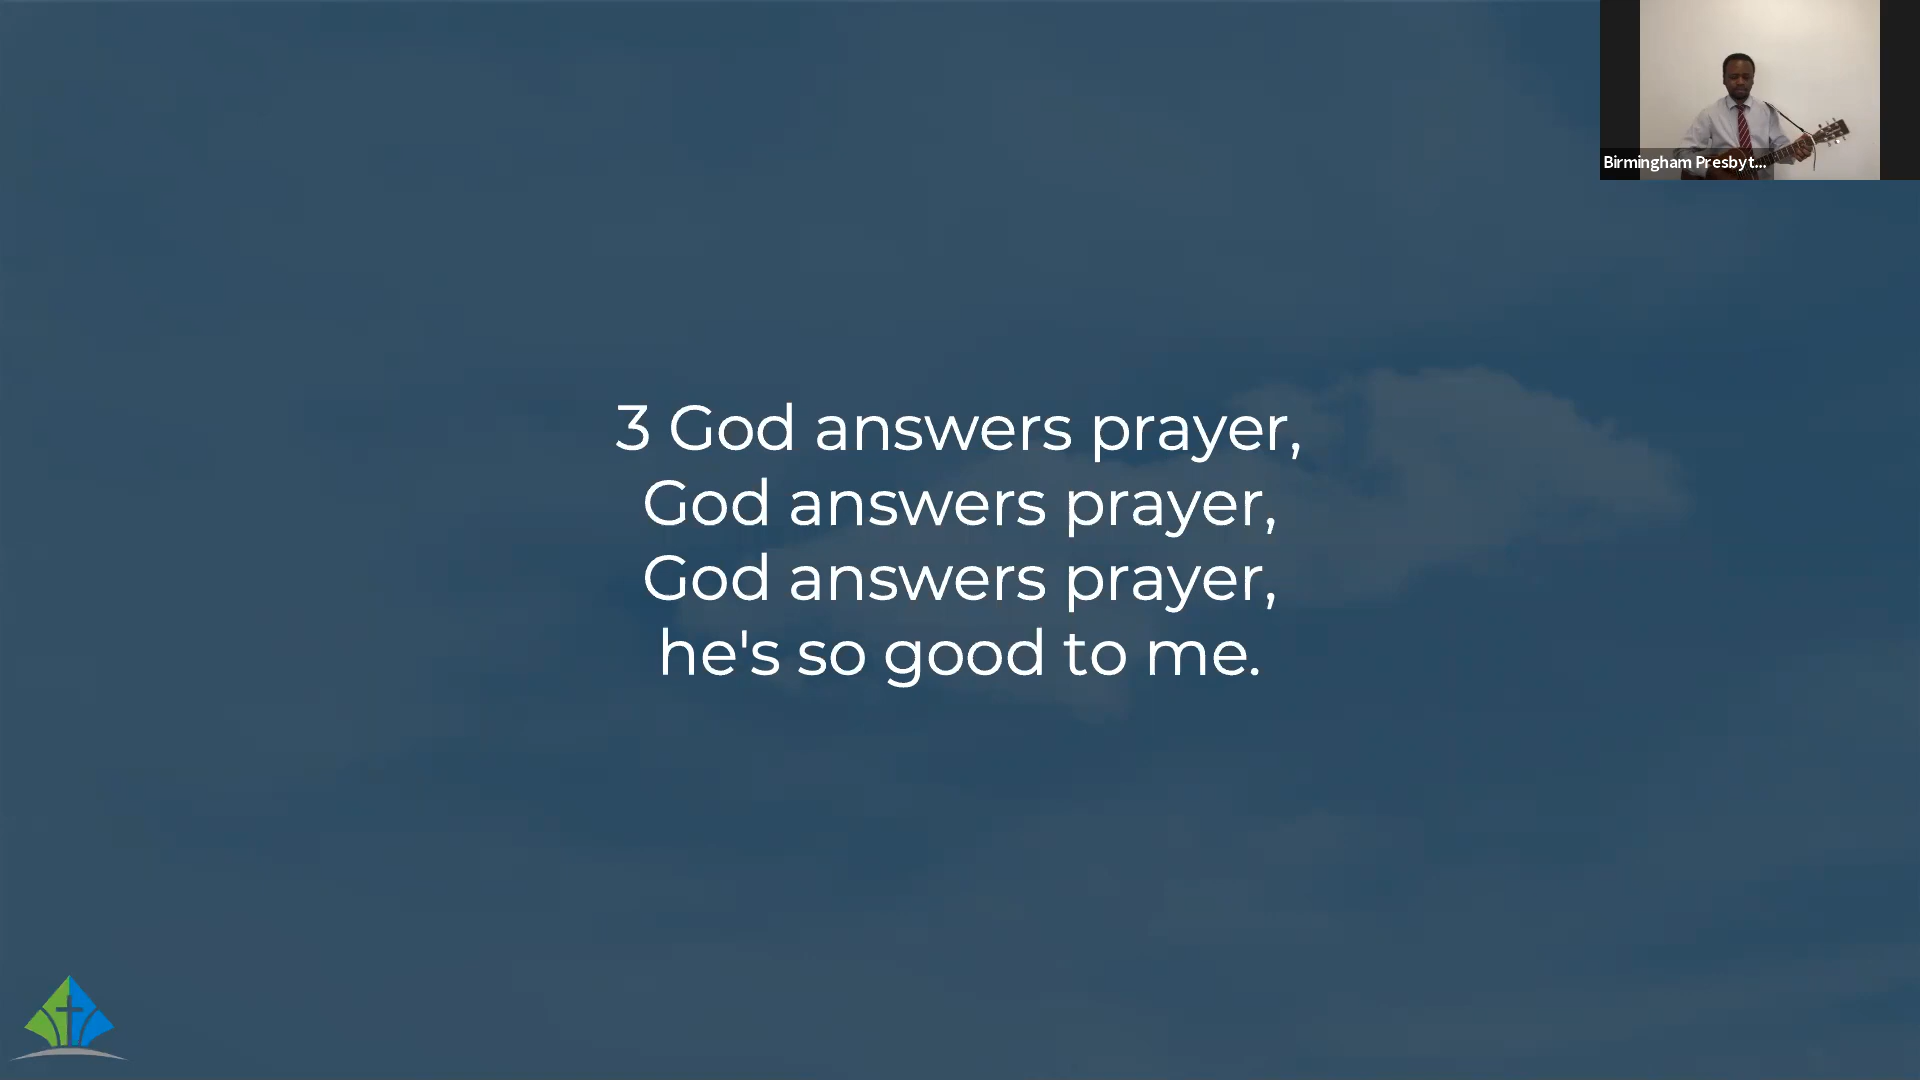 Birmingham Presbyt...
3 God answers prayer,
God answers prayer,
God answers prayer,
he's so good to me.